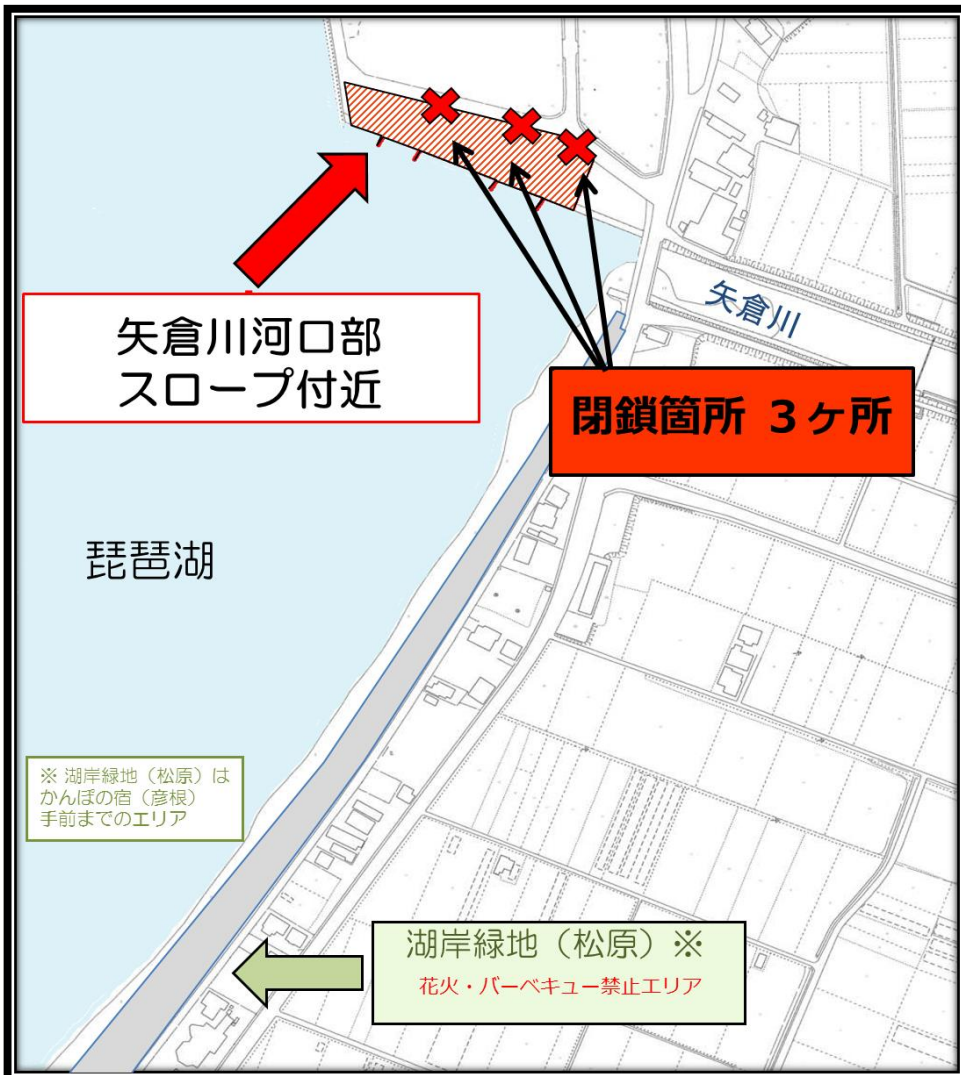 矢倉川
矢倉川河口部
スロープ付近
閉鎖箇所 3ヶ所
琵琶湖
※ 湖岸緑地（松原）は
かんぽの宿（彦根）
手前までのエリア
湖岸緑地（松原）※
花火・バーベキュー禁止エリア